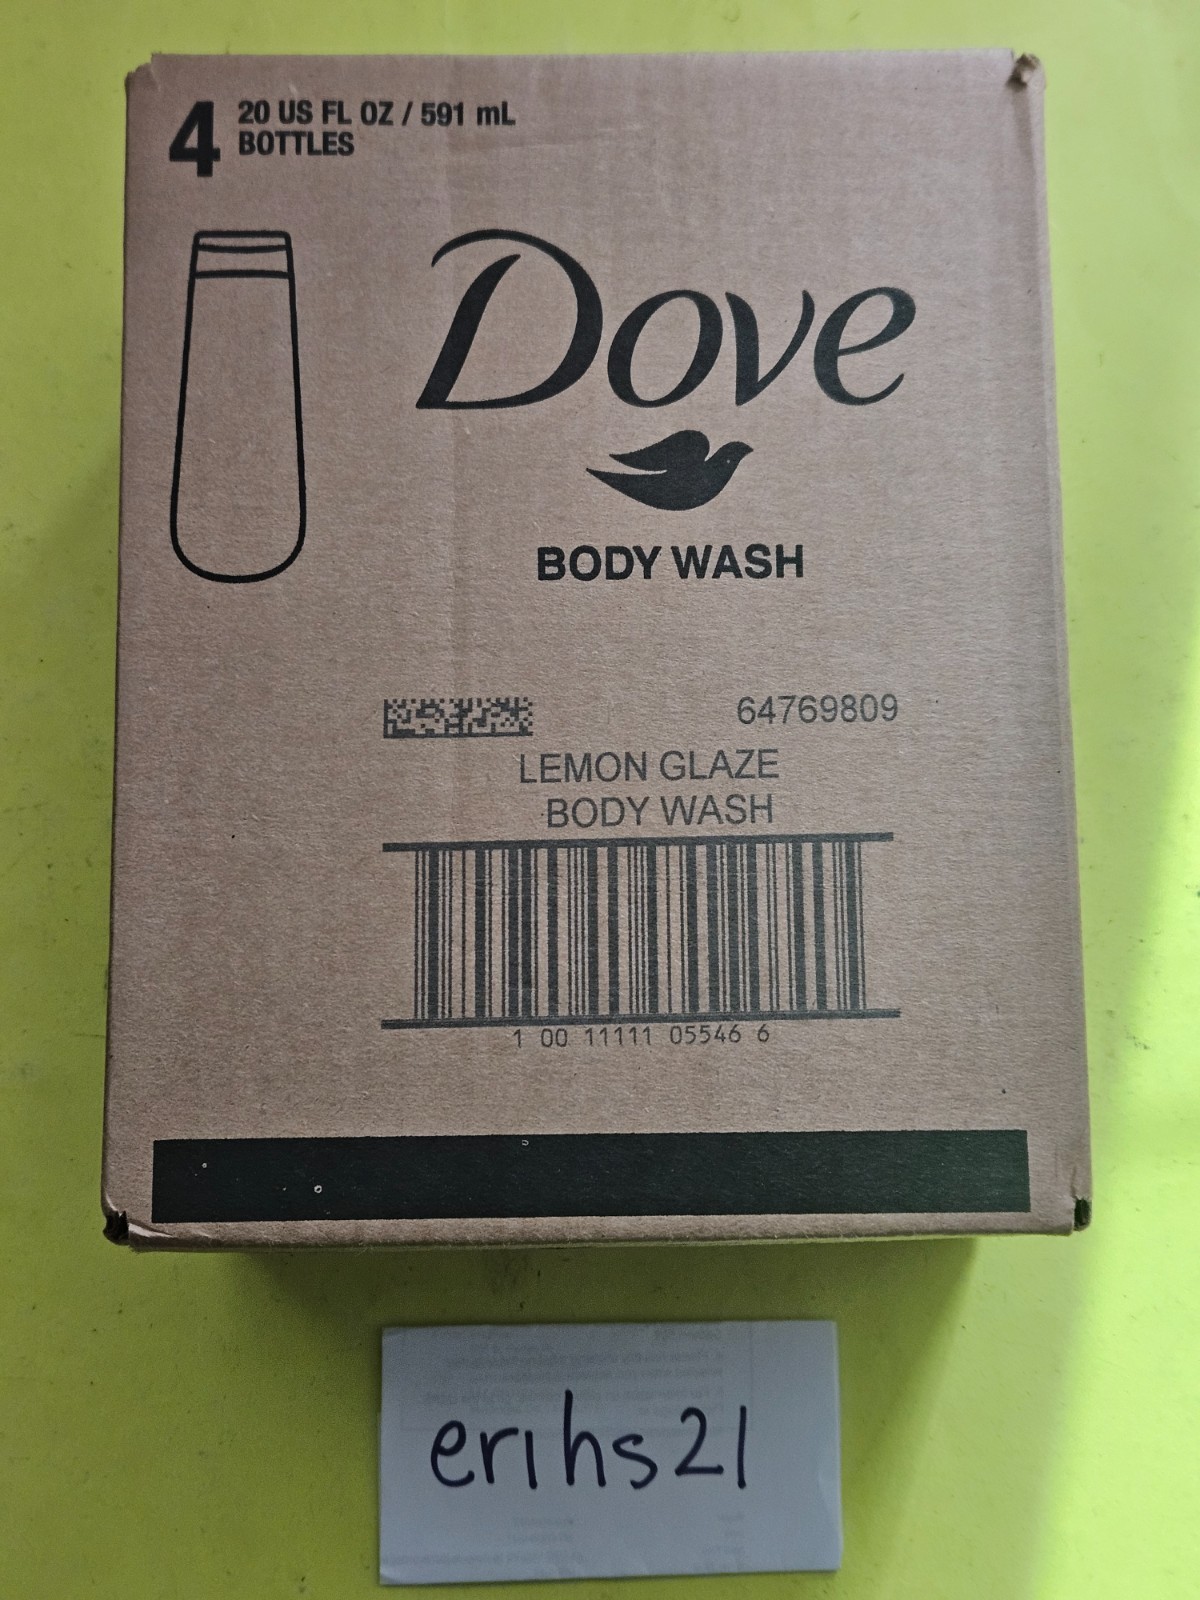 4 20 US FL OZ / 591 mL
BOTTLES
Dove
BODY WASH
64769809
LEMON GLAZE
BODY WASH
1 00 11111 05546 6
erihs21